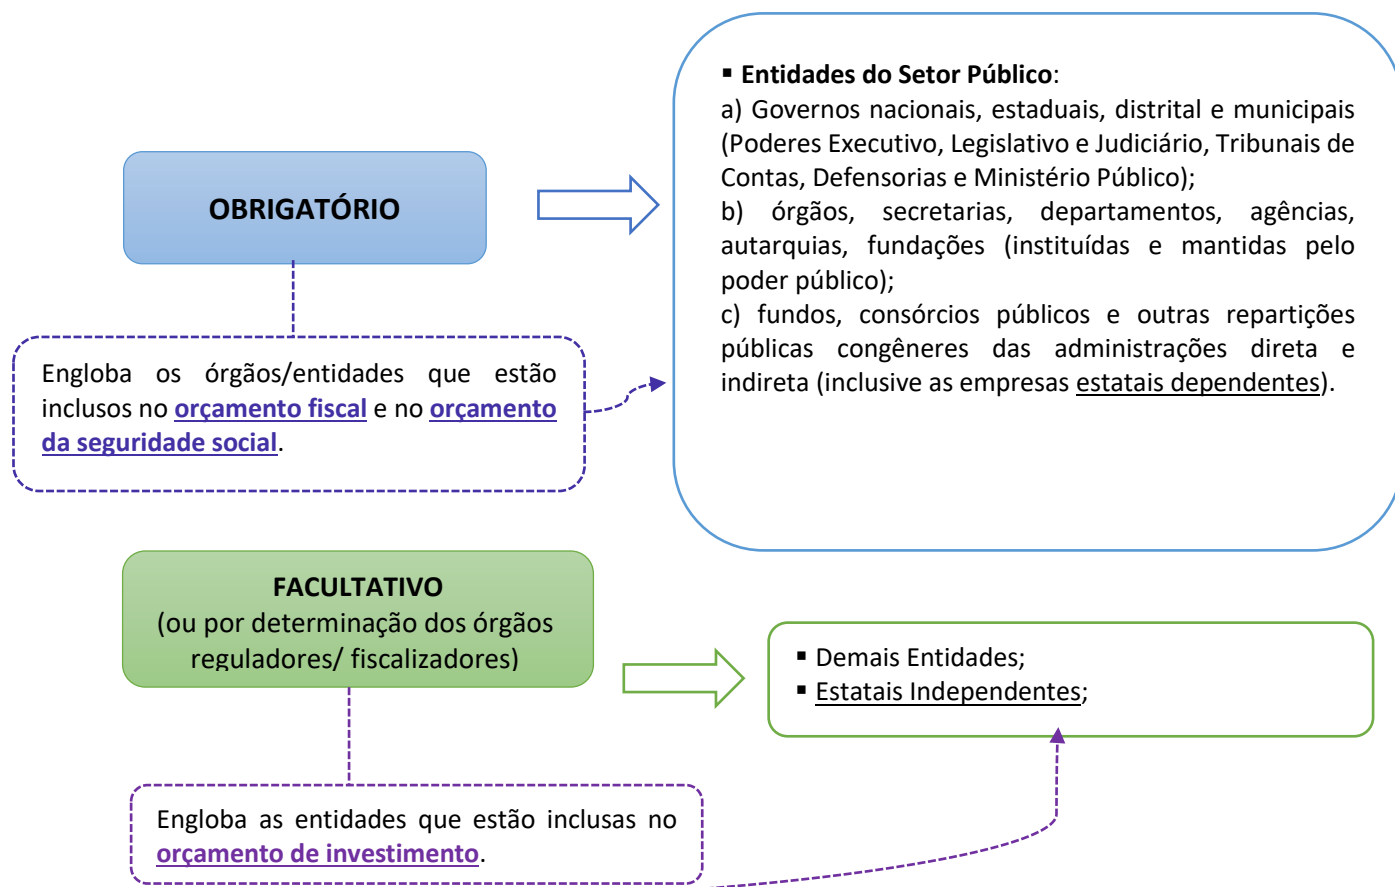 ▪ Entidades do Setor Público:
a) Governos nacionais, estaduais, distrital e municipais
(Poderes Executivo, Legislativo e Judiciário, Tribunais de
Contas, Defensorias e Ministério Público);
b) órgãos, secretarias, departamentos, agências,
autarquias, fundações (instituídas e mantidas pelo
poder público);
c) fundos, consórcios públicos e outras repartições
públicas congêneres das administrações direta e
indireta (inclusive as empresas estatais dependentes).
OBRIGATÓRIO
Engloba os órgãos/entidades que estão
inclusos no orçamento fiscal e no orçamento
da seguridade social.
FACULTATIVO
(ou por determinação dos órgãos
reguladores/ fiscalizadores)
▪ Demais Entidades;
▪ Estatais Independentes;
Engloba as entidades que estão inclusas no
orçamento de investimento.